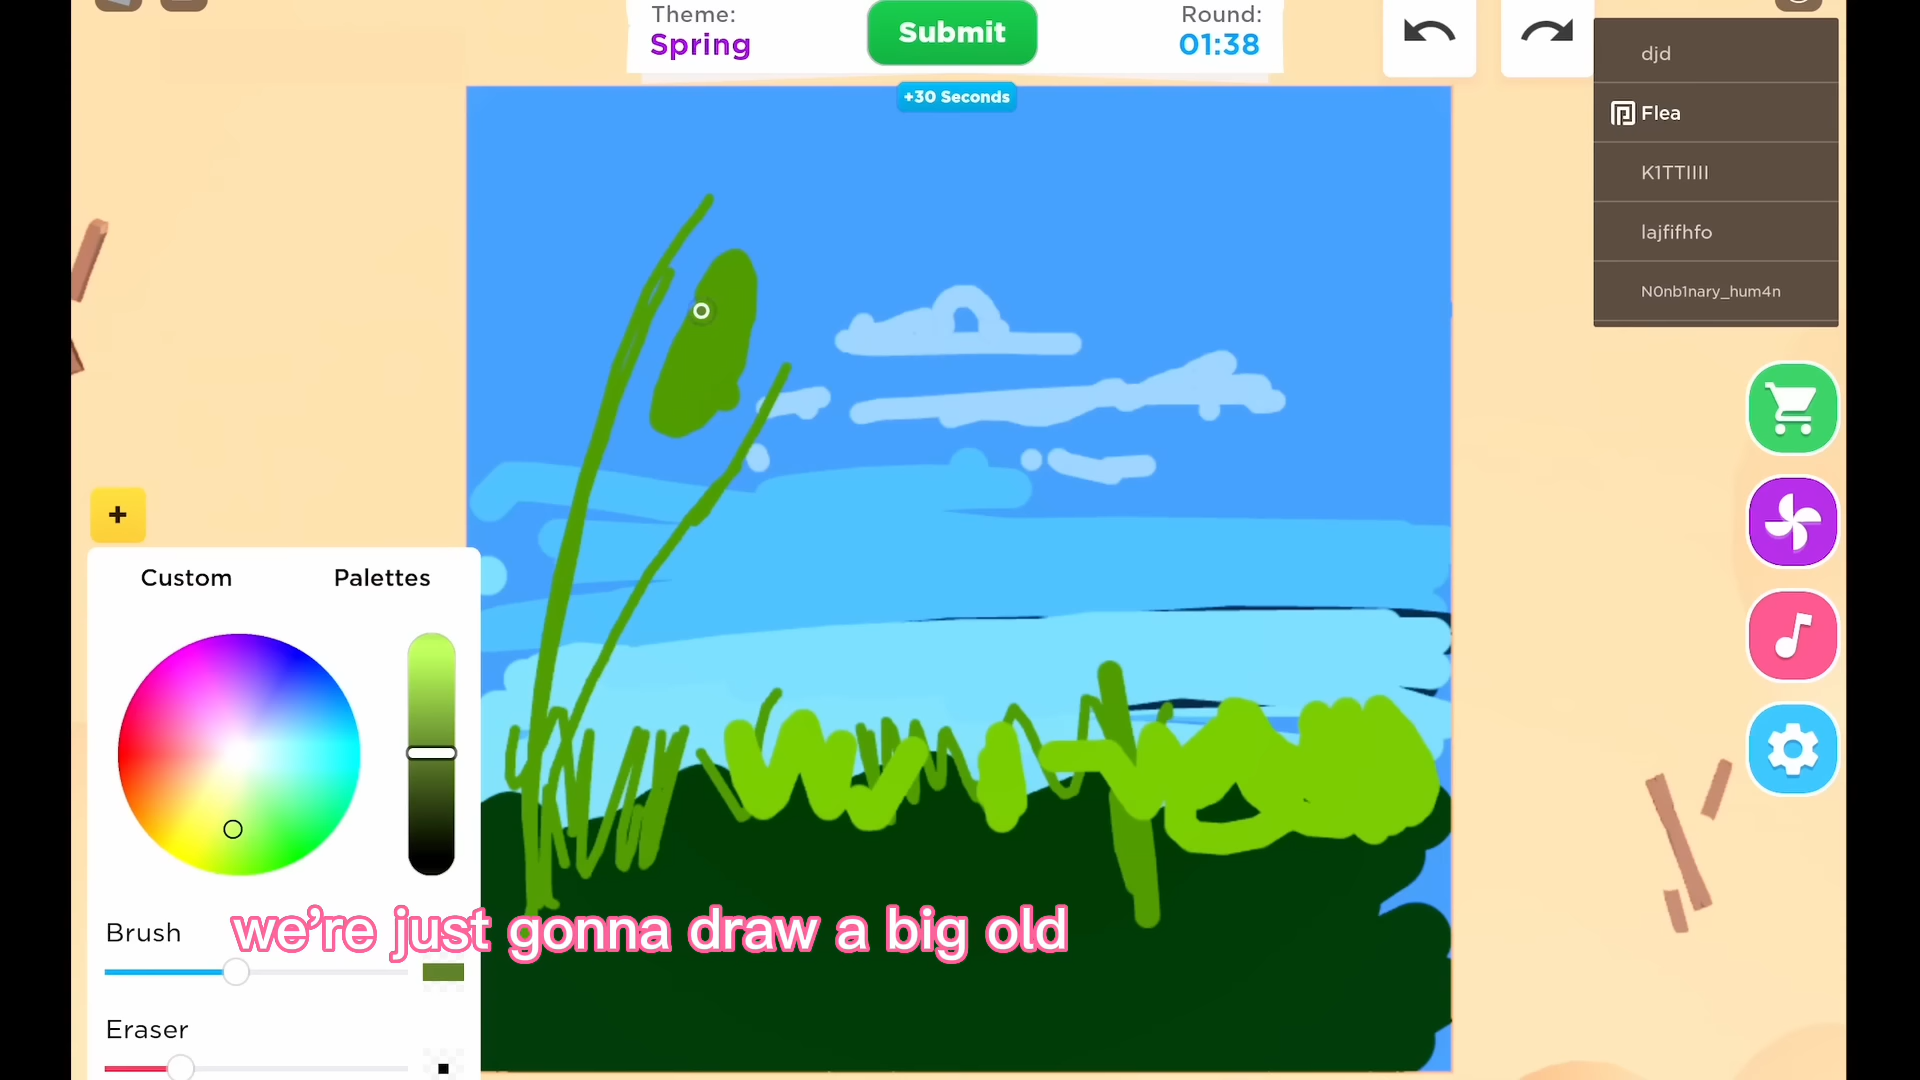 Theme:
Spring
Submit
Round:
01:38
+30 Seconds
djd
Flea
K1TTIIII
lajfifhfo
N0nb1nary_hum4n
+
Custom
Palettes
Brush
we're just gonna draw a big old
Eraser